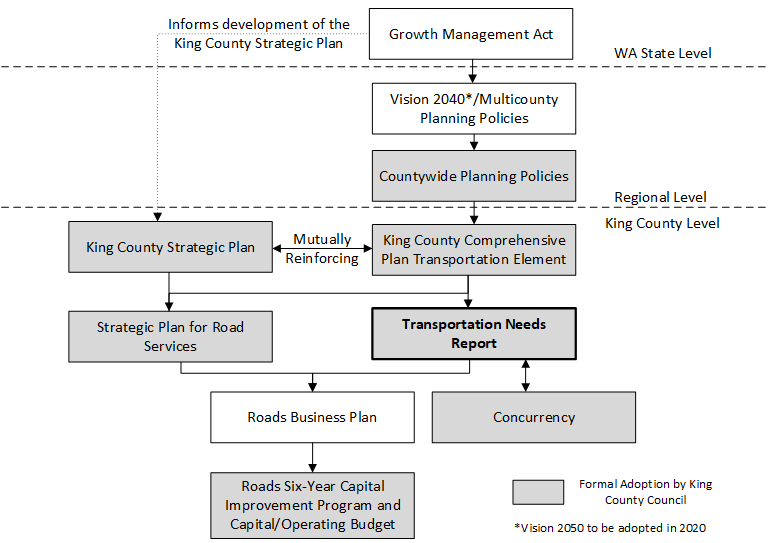 Informs development of the
King County Strategic Plan
Growth Management Act
WA State Level
Vision 2040*/Multicounty
Planning Policies
Countywide Planning Policies
Regional Level
King County Level
King County Strategic Plan
Mutually
Reinforcing
King County Comprehensive
Plan Transportation Element
Strategic Plan for Road
Services
Transportation Needs
Report
Roads Business Plan
Concurrency
Roads Six-Year Capital
Improvement Program and
Capital/Operating Budget
Formal Adoption by King
County Council
*Vision 2050 to be adopted in 2020